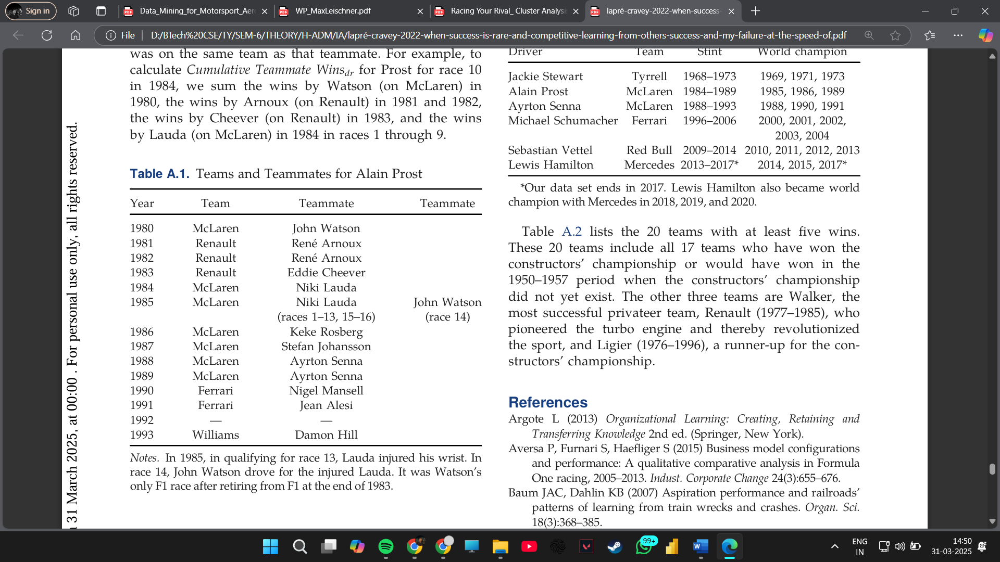 Sign in
Data_Mining_for_Motorsport_Aer
WP_MaxLeischner.pdf
Racing Your Rival_ Cluster Analysi
lapré-cravey-2022-when-success-
File
D:/BTech%20CSE/TY/SEM-6/THEORY/H-ADM/IA/lapré-cravey-2022-when-success-is-rare-and-competitive-learning-from-others-success-and-my-failure-at-the-speed-of.pdf
31 March 2025, at 00:00 . For personal use only, all rights reserved.
was on the same team as that teammate. For example, to
calculate Cumulative Teammate Winsdr for Prost for race 10
in 1984, we sum the wins by Watson (on McLaren) in
1980, the wins by Arnoux (on Renault) in 1981 and 1982,
the wins by Cheever (on Renault) in 1983, and the wins
by Lauda (on McLaren) in 1984 in races 1 through 9.
Table A.1. Teams and Teammates for Alain Prost
Year Team Teammate Teammate
1980 McLaren John Watson
1981 Renault René Arnoux
1982 Renault René Arnoux
1983 Renault Eddie Cheever
1984 McLaren Niki Lauda
1985 McLaren Niki Lauda John Watson
(races 1–13, 15–16) (race 14)
1986 McLaren Keke Rosberg
1987 McLaren Stefan Johansson
1988 McLaren Ayrton Senna
1989 McLaren Ayrton Senna
1990 Ferrari Nigel Mansell
1991 Ferrari Jean Alesi
1992 — —
1993 Williams Damon Hill
Notes. In 1985, in qualifying for race 13, Lauda injured his wrist. In
race 14, John Watson drove for the injured Lauda. It was Watson's
only F1 race after retiring from F1 at the end of 1983.
Driver Team Stint World champion
Jackie Stewart Tyrrell 1968–1973 1969, 1971, 1973
Alain Prost McLaren 1984–1989 1985, 1986, 1989
Ayrton Senna McLaren 1988–1993 1988, 1990, 1991
Michael Schumacher Ferrari 1996–2006 2000, 2001, 2002,
2003, 2004
Sebastian Vettel Red Bull 2009–2014 2010, 2011, 2012, 2013
Lewis Hamilton Mercedes 2013–2017* 2014, 2015, 2017*
*Our data set ends in 2017. Lewis Hamilton also became world
champion with Mercedes in 2018, 2019, and 2020.
Table A.2 lists the 20 teams with at least five wins.
These 20 teams include all 17 teams who have won the
constructors' championship or would have won in the
1950–1957 period when the constructors' championship
did not yet exist. The other three teams are Walker, the
most successful privateer team, Renault (1977–1985), who
pioneered the turbo engine and thereby revolutionized
the sport, and Ligier (1976–1996), a runner-up for the con-
structors' championship.
References
Argote L (2013) Organizational Learning: Creating, Retaining and
Transferring Knowledge 2nd ed. (Springer, New York).
Aversa P, Furnari S, Haefliger S (2015) Business model configurations
and performance: A qualitative comparative analysis in Formula
One racing, 2005–2013. Indust. Corporate Change 24(3):655–676.
Baum JAC, Dahlin KB (2007) Aspiration performance and railroads'
patterns of learning from train wrecks and crashes. Organ. Sci.
18(3):368–385.
99+
ENG
IN
14:50
31-03-2025